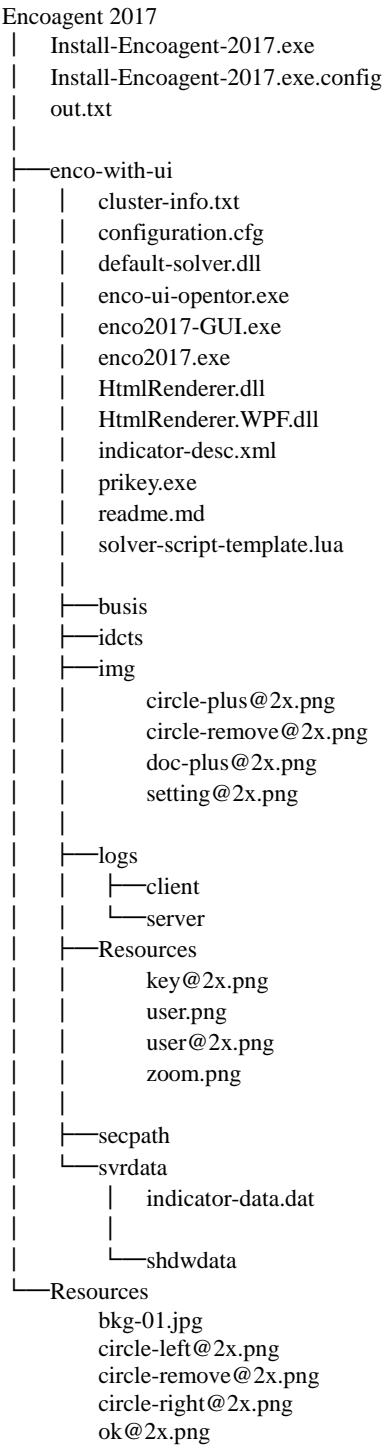 Encoagent 2017
Install-Encoagent-2017.exe
Install-Encoagent-2017.exe.config
out.txt
enco-with-ui
cluster-info.txt
configuration.cfg
default-solver.dll
enco-ui-opentor.exe
enco2017-GUI.exe
enco2017.exe
HtmlRenderer.dll
HtmlRenderer.WPF.dll
indicator-desc.xml
prikey.exe
readme.md
solver-script-template.lua
busis
idcts
img
circle-plus@2x.png
circle-remove@2x.png
doc-plus@2x.png
setting@2x.png
logs
client
server
Resources
key@2x.png
user.png
user@2x.png
zoom.png
secpath
svrdata
indicator-data.dat
shdwdata
Resources
bkg-01.jpg
circle-left@2x.png
circle-remove@2x.png
circle-right@2x.png
ok@2x.png